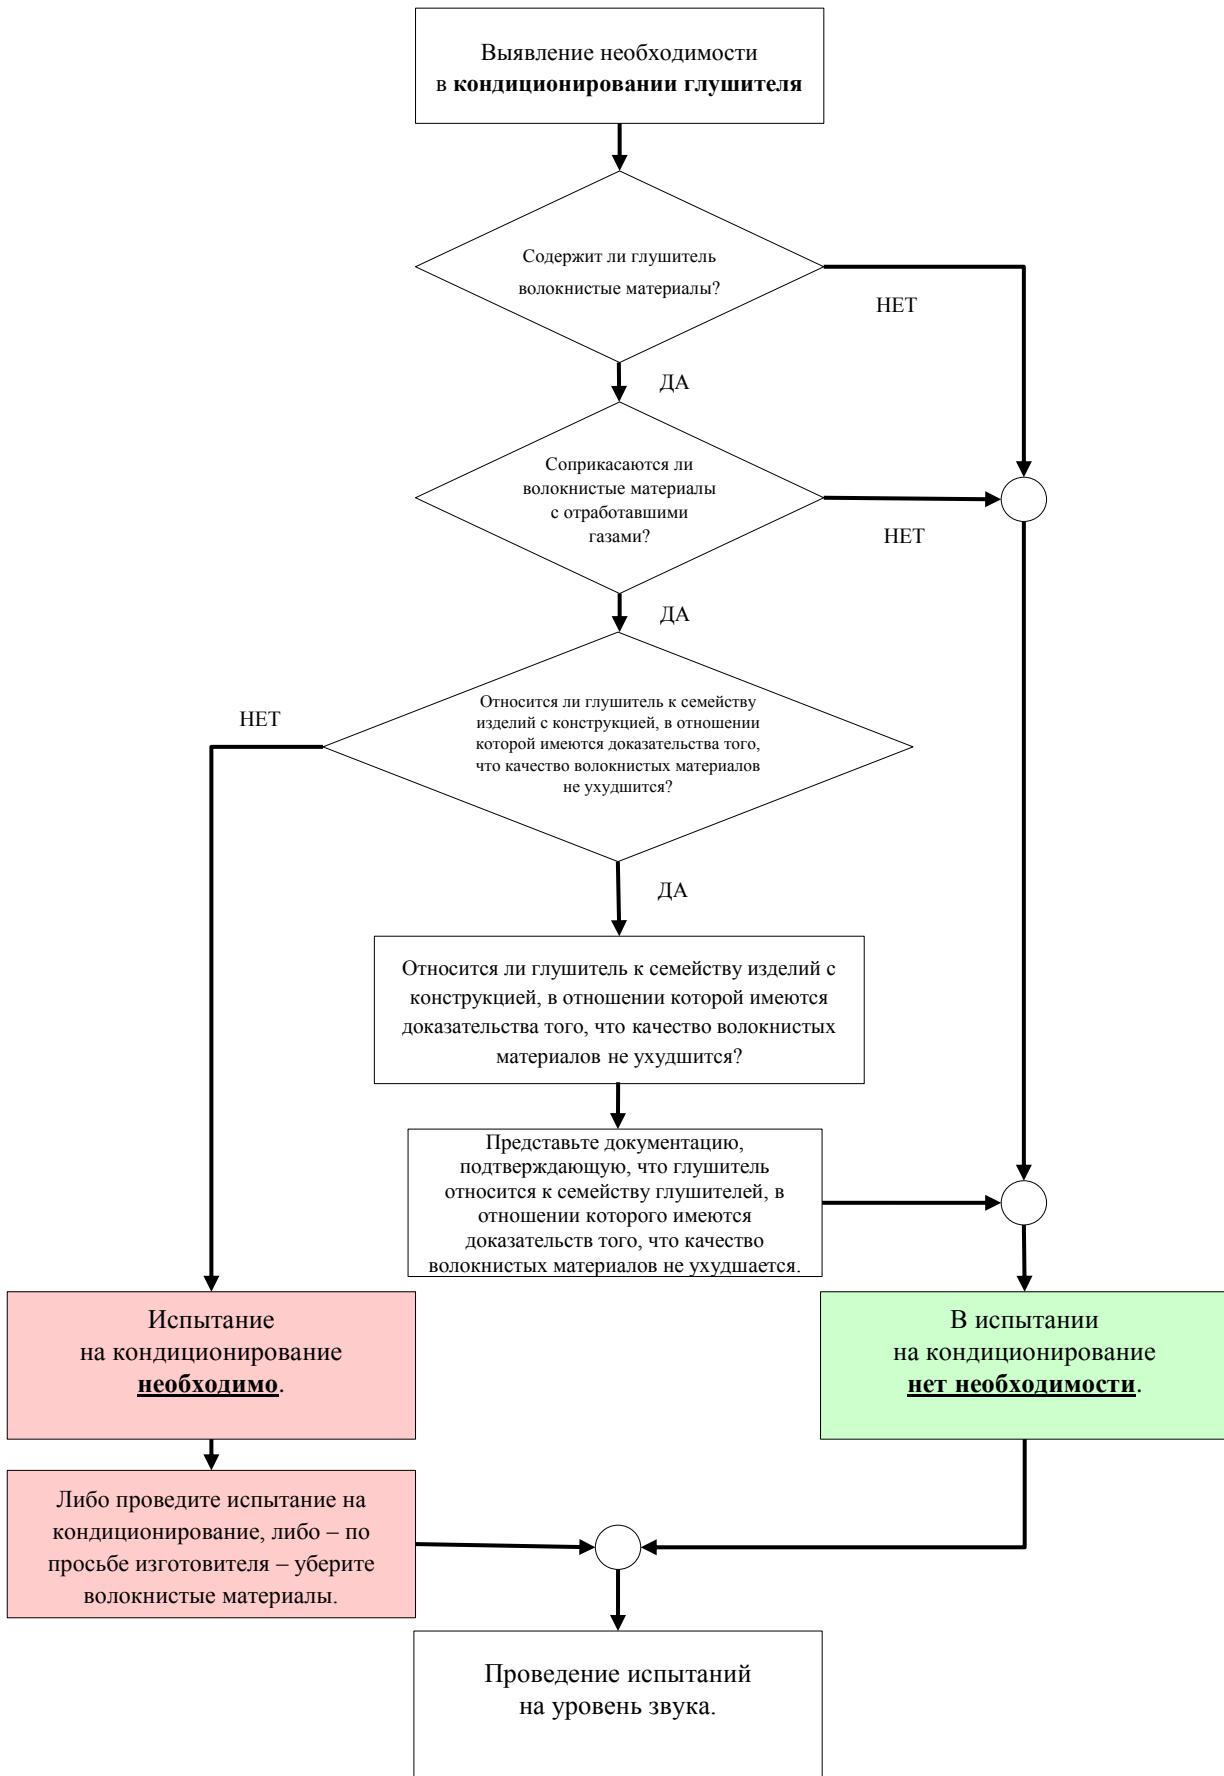 Выявление необходимости
в кондиционировании глушителя
Содержит ли глушитель
волокнистые материалы?
НЕТ
ДА
Соприкасаются ли
волокнистые материалы
с отработавшими
газами?
НЕТ
ДА
Относится ли глушитель к семейству
изделий с конструкцией, в отношении
которой имеются доказательства того,
что качество волокнистых материалов
не ухудшится?
НЕТ
ДА
Относится ли глушитель к семейству изделий с
конструкцией, в отношении которой имеются
доказательства того, что качество волокнистых
материалов не ухудшится?
Представьте документацию,
подтверждающую, что глушитель
относится к семейству глушителей, в
отношении которого имеются
доказательств того, что качество
волокнистых материалов не ухудшается.
Испытание
на кондиционирование
необходимо.
В испытании
на кондиционирование
нет необходимости.
Либо проведите испытание на
кондиционирование, либо – по
просьбе изготовителя – уберите
волокнистые материалы.
Проведение испытаний
на уровень звука.